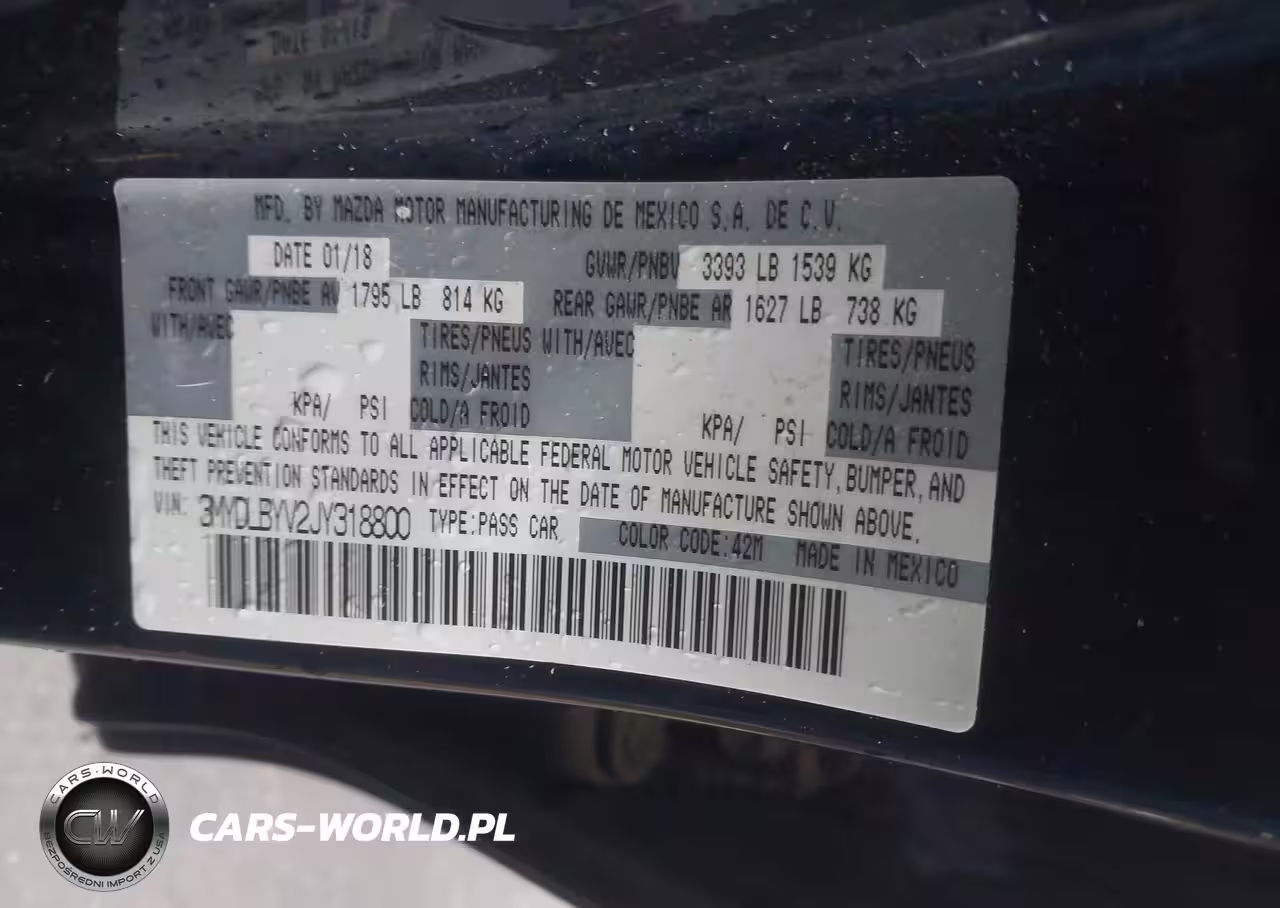 MFD. BY MAZDA MOTOR MANUFACTURING DE MEXICO S.A. DE C.V.
DATE 01/18
GVWR/PNBV 3393 LB 1539 KG
FRONT GAWR/PNBE AV 1795 LB 814 KG
REAR GAWR/PNBE AR 1627 LB 738 KG
WITH/AVEC TIRES/PNEUS WITH/AVEC TIRES/PNEUS
RIMS/JANTES RIMS/JANTES
KPA/ PSI COLD/A FROID KPA/ PSI COLD/A FROID
THIS VEHICLE CONFORMS TO ALL APPLICABLE FEDERAL MOTOR VEHICLE SAFETY, BUMPER, AND
THEFT PREVENTION STANDARDS IN EFFECT ON THE DATE OF MANUFACTURE SHOWN ABOVE.
VIN: 3MYDLBYV2JY318800 TYPE:PASS CAR COLOR CODE:42M MADE IN MEXICO
CARS-WORLD
CW
BEZPOŚREDNI IMPORT Z USA
CARS-WORLD.PL